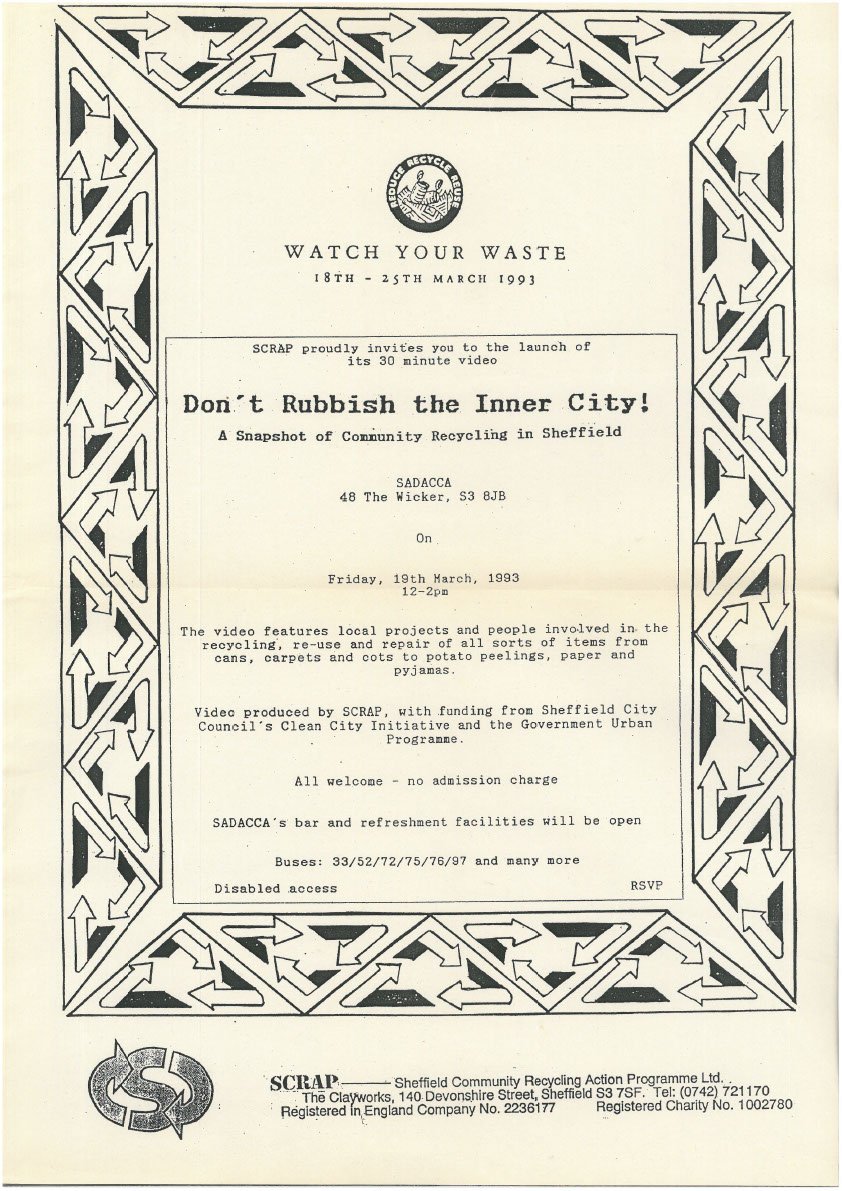 REDUCE RECYCLE REUSE
WATCH YOUR WASTE
18TH - 25TH MARCH 1993
SCRAP proudly invites you to the launch of
its 30 minute video
Don't Rubbish the Inner City!
A Snapshot of Community Recycling in Sheffield
SADACCA
48 The Wicker, S3 8JB
On
Friday, 19th March, 1993
12-2pm
The video features local projects and people involved in the
recycling, re-use and repair of all sorts of items from
cans, carpets and cots to potato peelings, paper and
pyjamas.
Video produced by SCRAP, with funding from Sheffield City
Council's Clean City Initiative and the Government Urban
Programme.
All welcome - no admission charge
SADACCA's bar and refreshment facilities will be open
Buses: 33/52/72/75/76/97 and many more
Disabled access RSVP
SCRAP —— Sheffield Community Recycling Action Programme Ltd.
The Clayworks, 140 Devonshire Street, Sheffield S3 7SF. Tel: (0742) 721170
Registered in England Company No. 2236177 Registered Charity No. 1002780